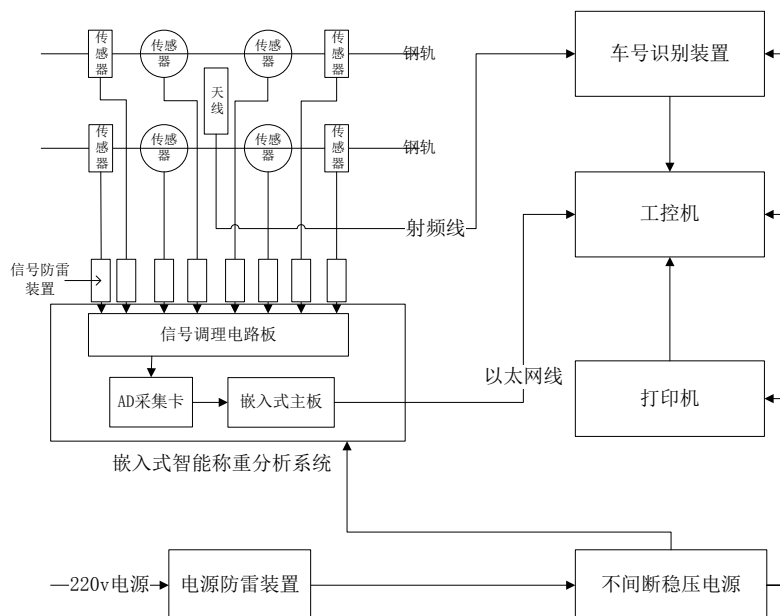 传感器
传感器
传感器
传感器
钢轨
天线
车号识别装置
传感器
传感器
传感器
传感器
钢轨
工控机
射频线
信号防雷
装置
信号调理电路板
以太网线
AD采集卡
嵌入式主板
打印机
嵌入式智能称重分析系统
220v电源
电源防雷装置
不间断稳压电源